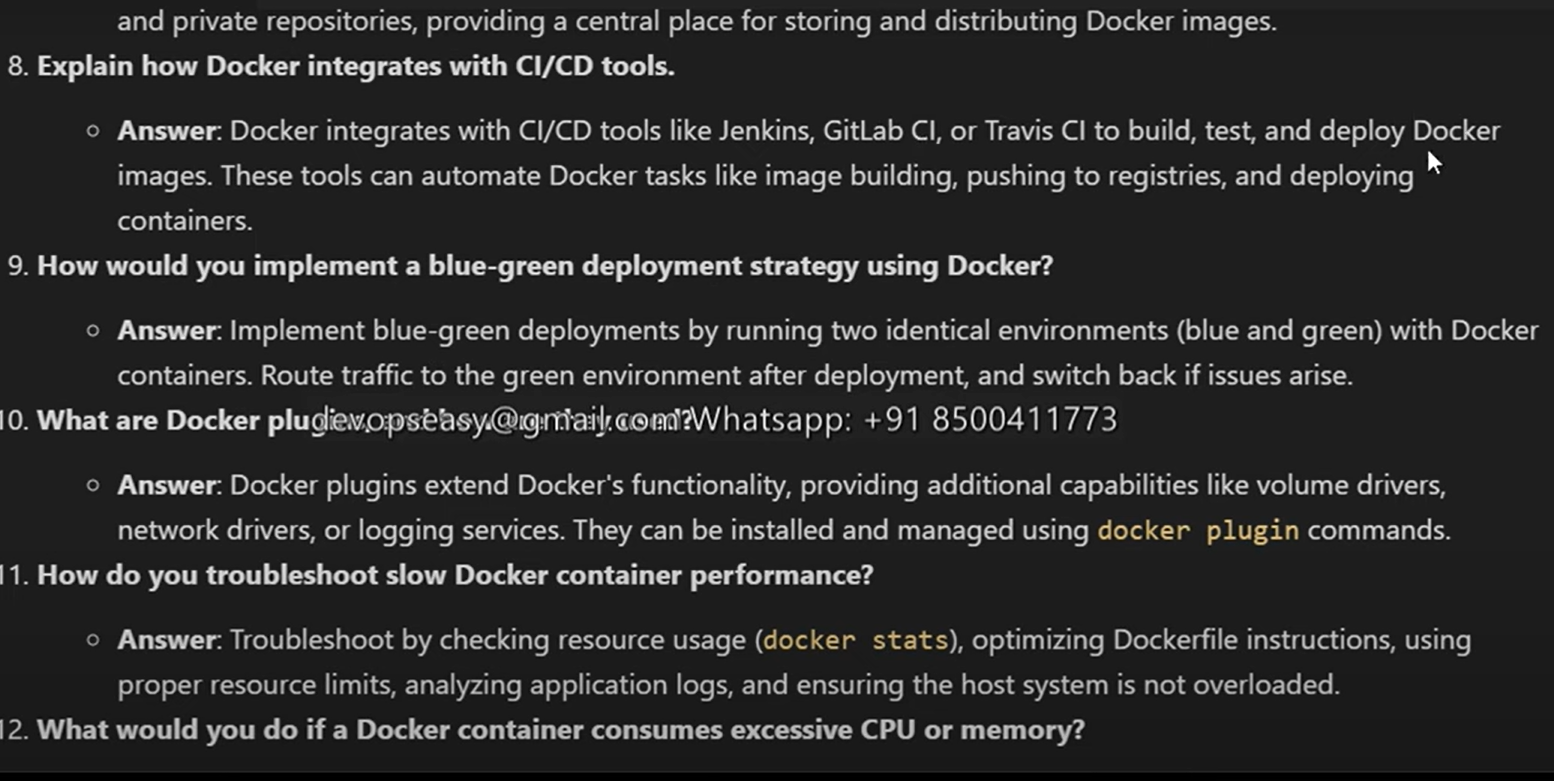 and private repositories, providing a central place for storing and distributing Docker images.
8. Explain how Docker integrates with CI/CD tools.
Answer: Docker integrates with CI/CD tools like Jenkins, GitLab CI, or Travis CI to build, test, and deploy Docker
images. These tools can automate Docker tasks like image building, pushing to registries, and deploying
containers.
9. How would you implement a blue-green deployment strategy using Docker?
Answer: Implement blue-green deployments by running two identical environments (blue and green) with Docker
containers. Route traffic to the green environment after deployment, and switch back if issues arise.
10. What are Docker
devopseasy@gmail.com Whatsapp: +91 8500411773
Answer: Docker plugins extend Docker's functionality, providing additional capabilities like volume drivers,
network drivers, or logging services. They can be installed and managed using docker plugin commands.
11. How do you troubleshoot slow Docker container performance?
Answer: Troubleshoot by checking resource usage (docker stats), optimizing Dockerfile instructions, using
proper resource limits, analyzing application logs, and ensuring the host system is not overloaded.
12. What would you do if a Docker container consumes excessive CPU or memory?